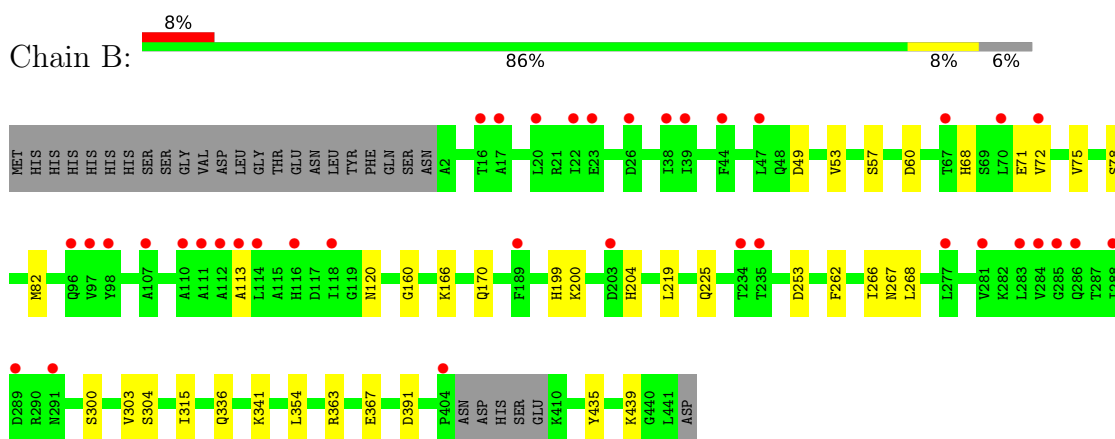 8%
Chain B:
86% 8% 6%
MET HIS HIS HIS HIS HIS HIS SER SER GLY VAL ASP LEU GLY THR GLU ASN LEU TYR PHE GLN SER ASN A2 T16 A17 L20 R21 I22 E23 D26 I38 I39 F44 L47 Q48 D49 V53 S57 D60 T67 H68 S69 L70 E71 V72 V75 S78
M82 Q96 V97 Y98 A107 A110 A111 A112 A113 L114 A115 H116 D117 I118 G119 N120 G160 K166 Q170 F189 H199 K200 D203 H204 L219 Q225 T234 T235 D253 F262 I266 N267 L268 L277 V281 K282 L283 V284 G285 Q286 T287
D289 R290 N291 S300 V303 S304 I315 Q336 K341 L354 R363 E367 D391 P404 ASN ASP HIS SER GLU K410 Y435 K439 G440 L441 ASP